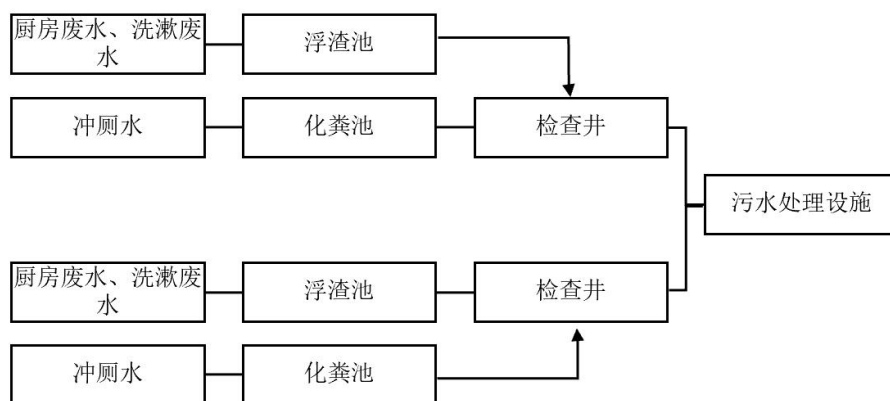 厨房废水、洗漱废
水
浮渣池
冲厕水
化粪池
检查井
污水处理设施
厨房废水、洗漱废
水
浮渣池
检查井
冲厕水
化粪池